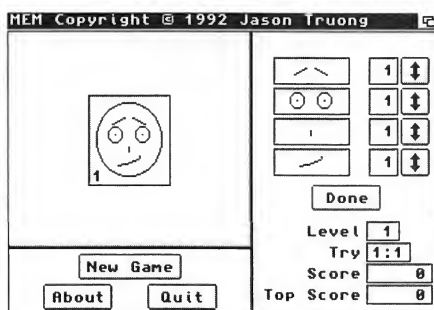 MEM Copyright © 1992 Jason Truong
1
New Game
About Quit
1
1
1
1
Done
Level 1
Try 1:1
Score 0
Top Score 0